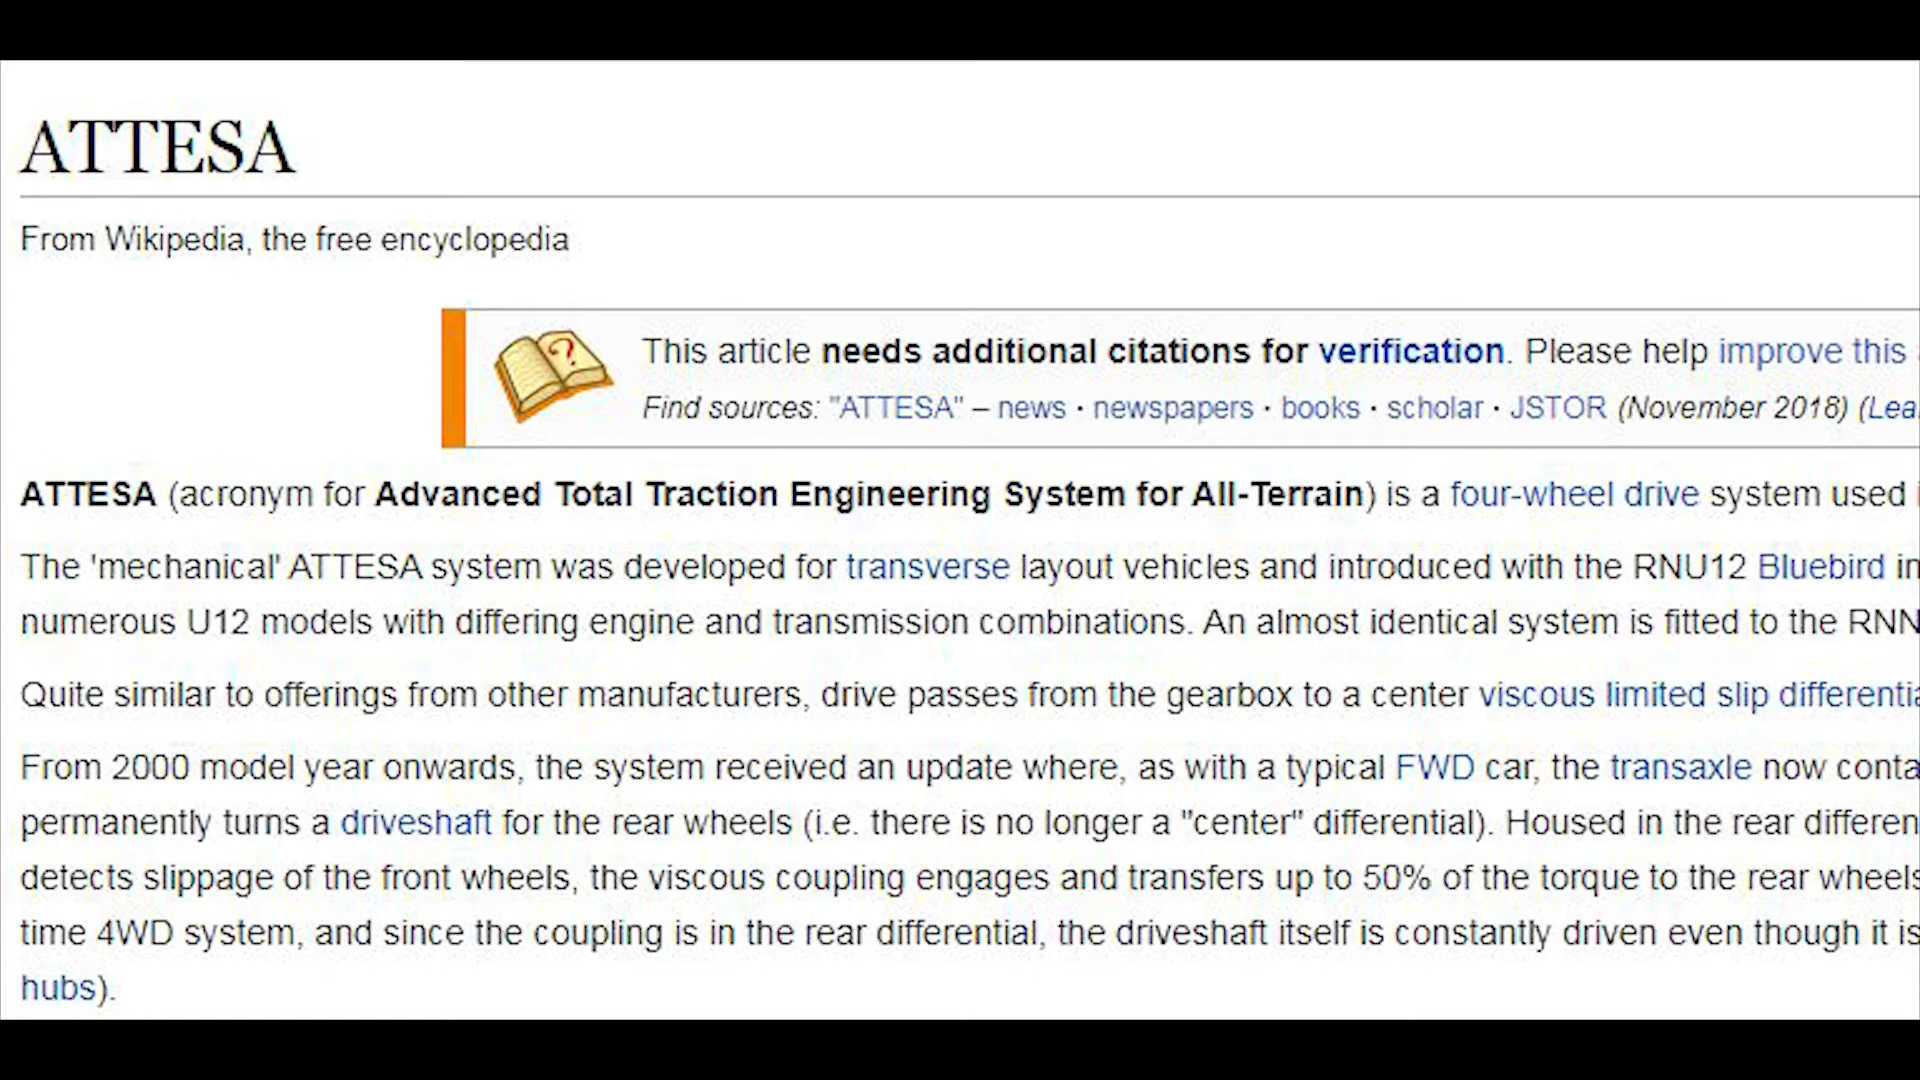 ATTESA
From Wikipedia, the free encyclopedia
This article needs additional citations for verification. Please help improve this
Find sources: "ATTESA" – news · newspapers · books · scholar · JSTOR (November 2018) (Lea
ATTESA (acronym for Advanced Total Traction Engineering System for All-Terrain) is a four-wheel drive system used
The 'mechanical' ATTESA system was developed for transverse layout vehicles and introduced with the RNU12 Bluebird in
numerous U12 models with differing engine and transmission combinations. An almost identical system is fitted to the RNN
Quite similar to offerings from other manufacturers, drive passes from the gearbox to a center viscous limited slip differentia
From 2000 model year onwards, the system received an update where, as with a typical FWD car, the transaxle now conta
permanently turns a driveshaft for the rear wheels (i.e. there is no longer a "center" differential). Housed in the rear differen
detects slippage of the front wheels, the viscous coupling engages and transfers up to 50% of the torque to the rear wheels
time 4WD system, and since the coupling is in the rear differential, the driveshaft itself is constantly driven even though it is
hubs).